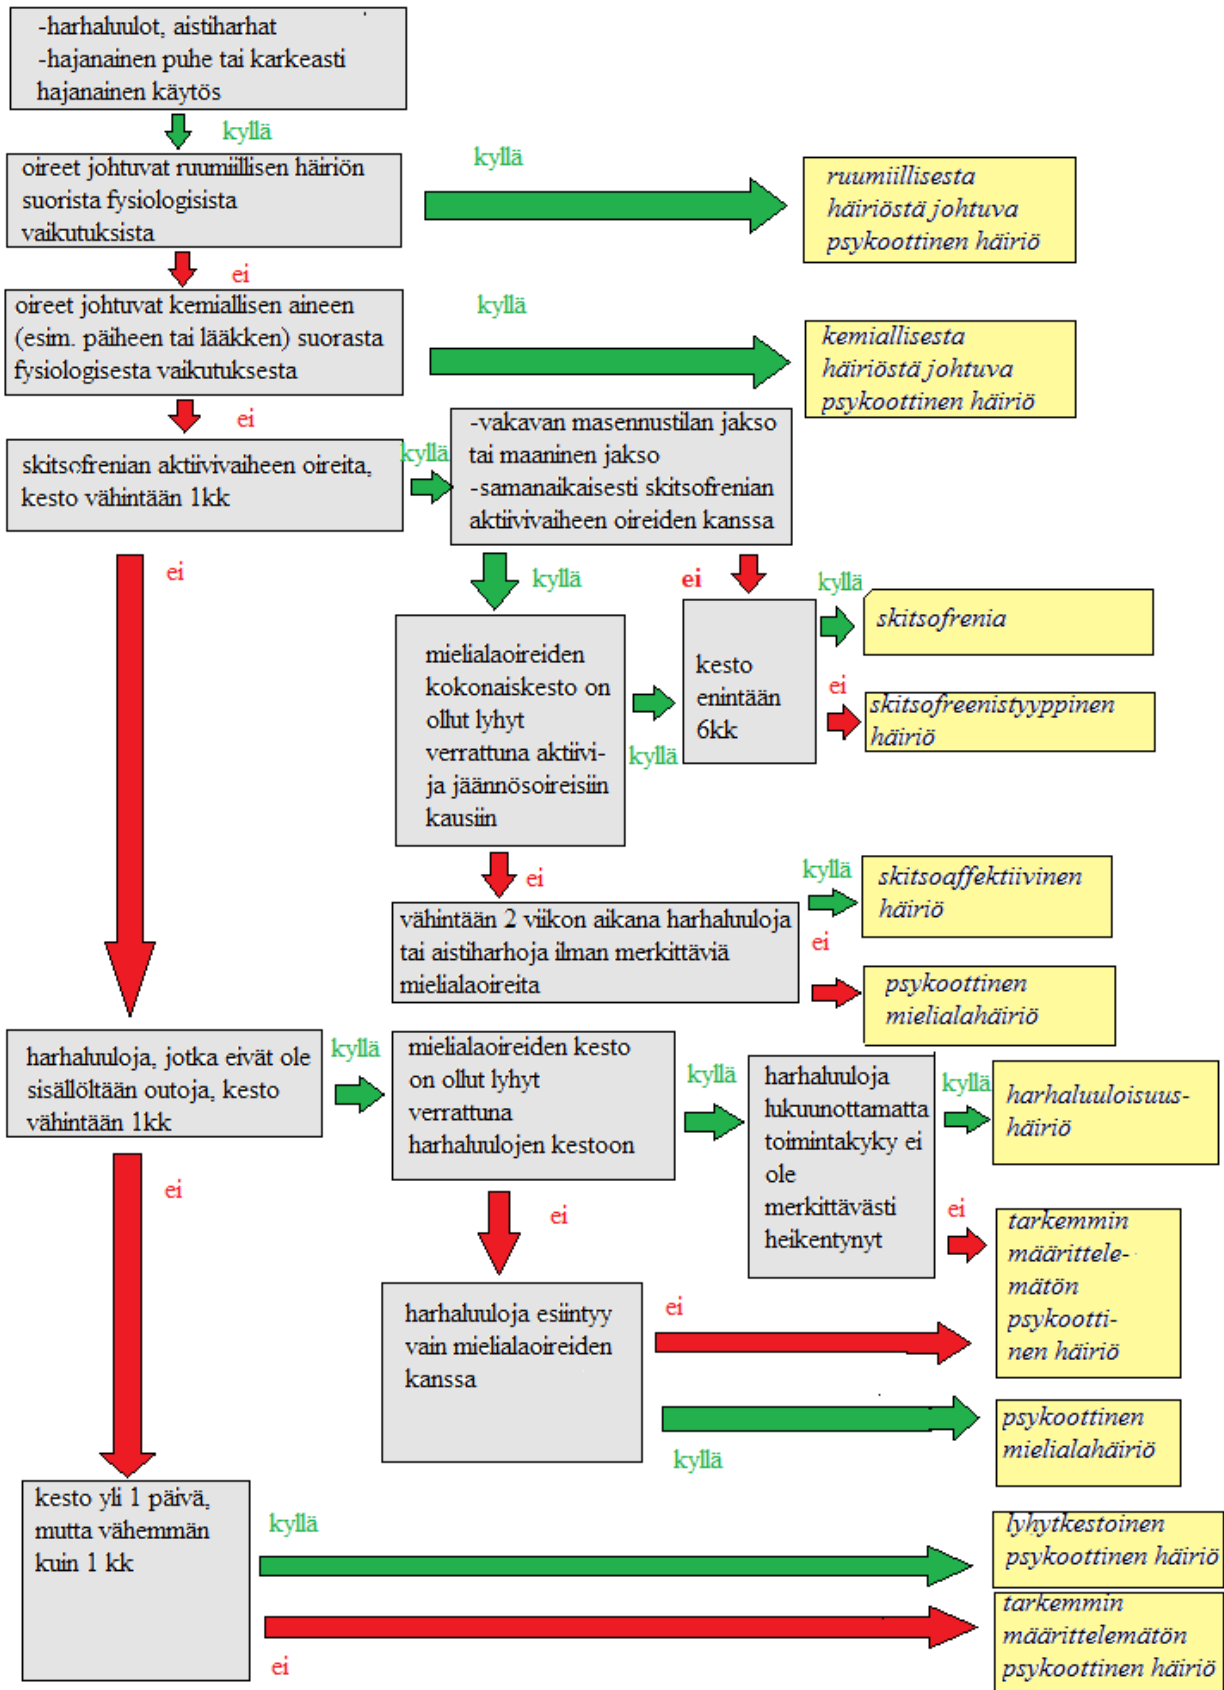 -harhaluulot, aistiharhat
-hajanainen puhe tai karkeasti
hajanainen käytös
kyllä
oireet johtuvat ruumiillisen häiriön
suorista fysiologisista
vaikutuksista
kyllä
ruumiillisesta
häiriöstä johtuva
psykoottinen häiriö
ei
oireet johtuvat kemiallisen aineen
(esim. päiheen tai lääkken) suorasta
fysiologisesta vaikutuksesta
kyllä
kemiallisesta
häiriöstä johtuva
psykoottinen häiriö
ei
skitsofrenian aktiivivaiheen oireita,
kesto vähintään 1kk
kyllä
-vakavan masennustilan jakso
tai maaninen jakso
-samanaikaisesti skitsofrenian
aktiivivaiheen oireiden kanssa
ei
kyllä
ei
mielialaoireiden
kokonaiskesto on
ollut lyhyt
verrattuna aktiivi-
ja jäännösoireisiin
kausiin
kyllä
kesto
enintään
6kk
kyllä
skitsofrenia
ei
skitsofreenistyyppinen
häiriö
ei
vähintään 2 viikon aikana harhaluuloja
tai aistiharhoja ilman merkittäviä
mielialaoireita
kyllä
skitsoaffektiivinen
häiriö
ei
psykoottinen
mielialahäiriö
harhaluuloja, jotka eivät ole
sisällöltään outoja, kesto
vähintään 1kk
kyllä
mielialaoireiden kesto
on ollut lyhyt
verrattuna
harhaluulojen kestoon
kyllä
harhaluuloja
lukuunottamatta
toimintakyky ei
ole
merkittävästi
heikentynyt
kyllä
harhaluuloisuus-
häiriö
ei
tarkemmin
määrittele-
mätön
psykootti-
nen häiriö
ei
ei
harhaluuloja esiintyy
vain mielialaoireiden
kanssa
ei
kyllä
psykoottinen
mielialahäiriö
kesto yli 1 päivä,
mutta vähemmän
kuin 1 kk
kyllä
lyhytkestoinen
psykoottinen häiriö
ei
tarkemmin
määrittelemätön
psykoottinen häiriö